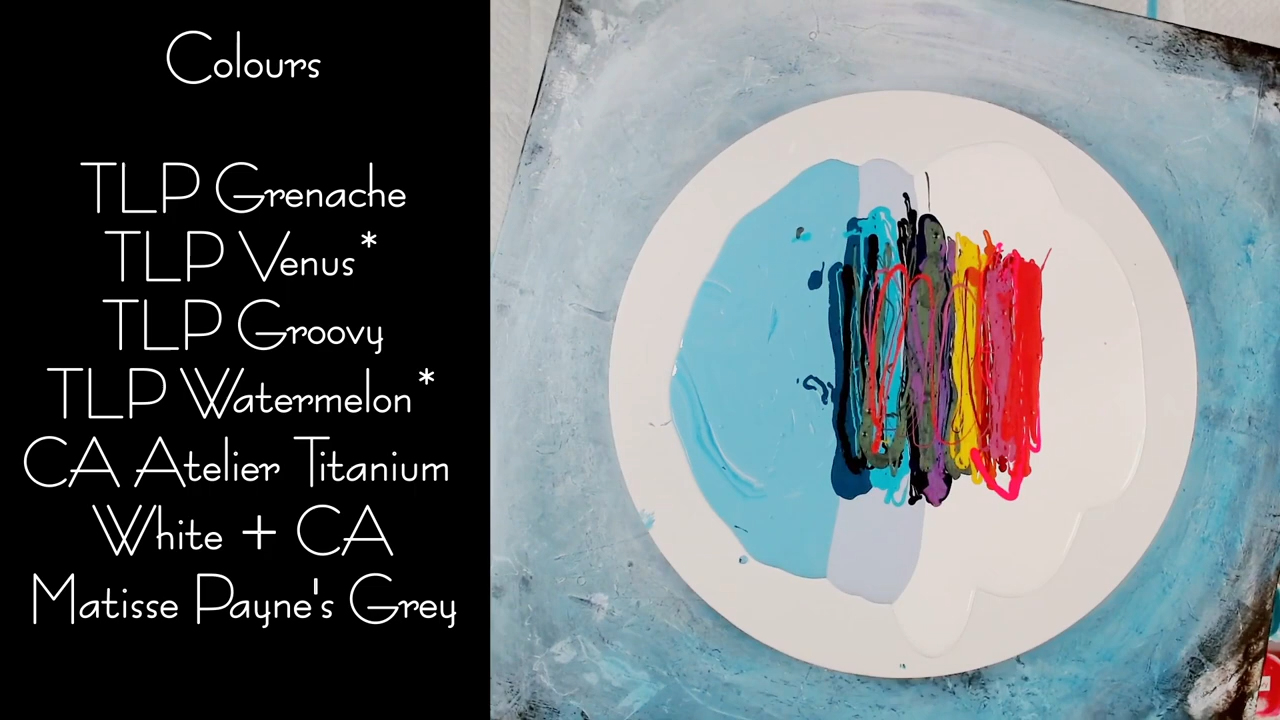 Colours
TLP Grenache
TLP Venus*
TLP Groovy
TLP Watermelon*
CA Atelier Titanium
White + CA
Matisse Payne's Grey